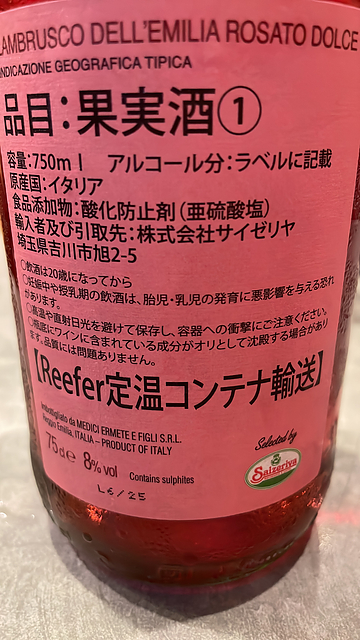 LAMBRUSCO DELL'EMILIA ROSATO DOLCE
INDICAZIONE GEOGRAFICA TIPICA
品目：果実酒①
容量：750ml アルコール分：ラベルに記載
原産国：イタリア
食品添加物：酸化防止剤（亜硫酸塩）
輸入者及び引取先：株式会社サイゼリヤ
埼玉県吉川市旭2-5
○飲酒は20歳になってから
○妊娠中や授乳期の飲酒は、胎児・乳児の発育に悪影響を与える恐れ
があります。
○高温や直射日光を避けて保存し、容器への衝撃にご注意ください。
○瓶底にワインに含まれている成分がオリとして沈殿する場合があり
ます。品質には問題ありません。
【Reefer定温コンテナ輸送】
Imbottigliato da MEDICI ERMETE E FIGLI S.R.L.
Reggio Emilia, ITALIA – PRODUCT OF ITALY
75cl e 8% vol Contains sulphites
Selected by
Saizeriya
L6/25